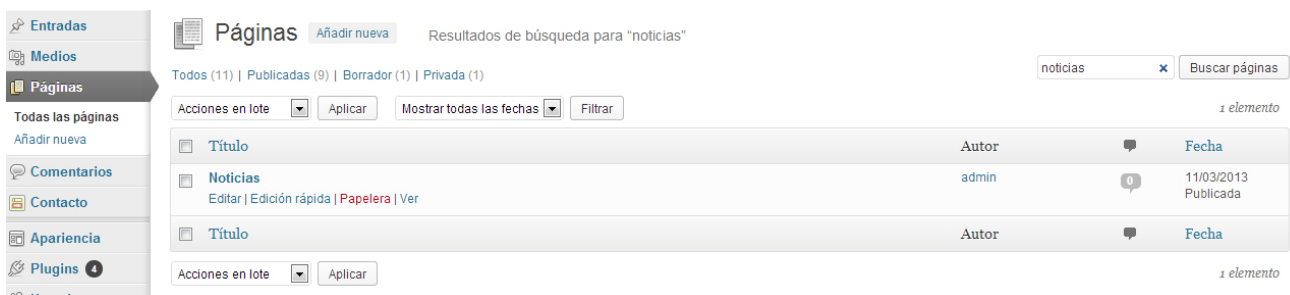 Entradas
Medios
Páginas
Todas las páginas
Añadir nueva
Comentarios
Contacto
Apariencia
Plugins 4
Páginas Añadir nueva Resultados de búsqueda para “noticias”
Todos (11) | Publicadas (9) | Borrador (1) | Privada (1)
noticias × Buscar páginas
Acciones en lote Aplicar Mostrar todas las fechas Filtrar 1 elemento
Título Autor Fecha
Noticias admin 0 11/03/2013
Editar | Edición rápida | Papelera | Ver Publicada
Título Autor Fecha
Acciones en lote Aplicar 1 elemento